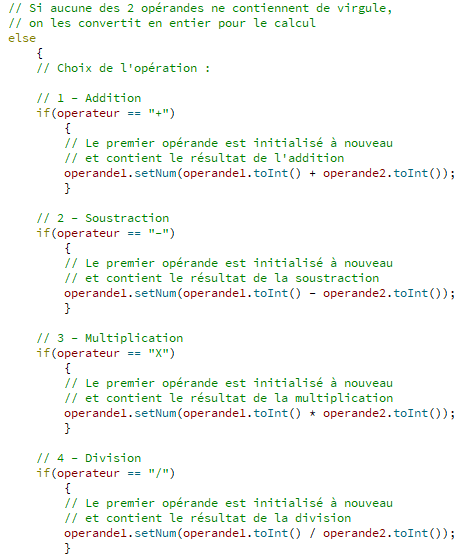 // Si aucune des 2 opérandes ne contiennent de virgule,
// on les convertit en entier pour le calcul
else
{
// Choix de l'opération :
// 1 – Addition
if(operateur == "+")
{
// Le premier opérande est initialisé à nouveau
// et contient le résultat de l'addition
operande1.setNum(operande1.toInt() + operande2.toInt());
}
// 2 – Soustraction
if(operateur == "-")
{
// Le premier opérande est initialisé à nouveau
// et contient le résultat de la soustraction
operande1.setNum(operande1.toInt() – operande2.toInt());
}
// 3 – Multiplication
if(operateur == "X")
{
// Le premier opérande est initialisé à nouveau
// et contient le résultat de la multiplication
operande1.setNum(operande1.toInt() * operande2.toInt());
}
// 4 – Division
if(operateur == "/")
{
// Le premier opérande est initialisé à nouveau
// et contient le résultat de la division
operande1.setNum(operande1.toInt() / operande2.toInt());
}